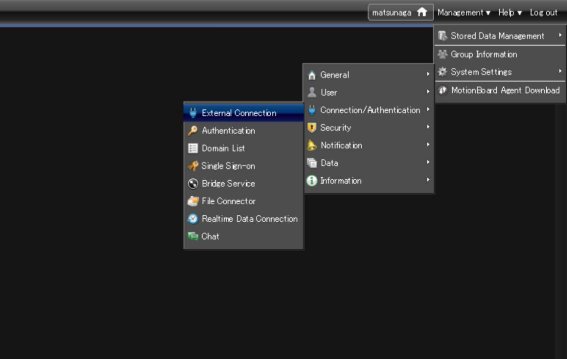 matsunaga Management ▾ Help ▾ Log out
Stored Data Management
Group Information
System Settings
MotionBoard Agent Download
General
User
Connection/Authentication
Security
Notification
Data
Information
External Connection
Authentication
Domain List
Single Sign-on
Bridge Service
File Connector
Realtime Data Connection
Chat